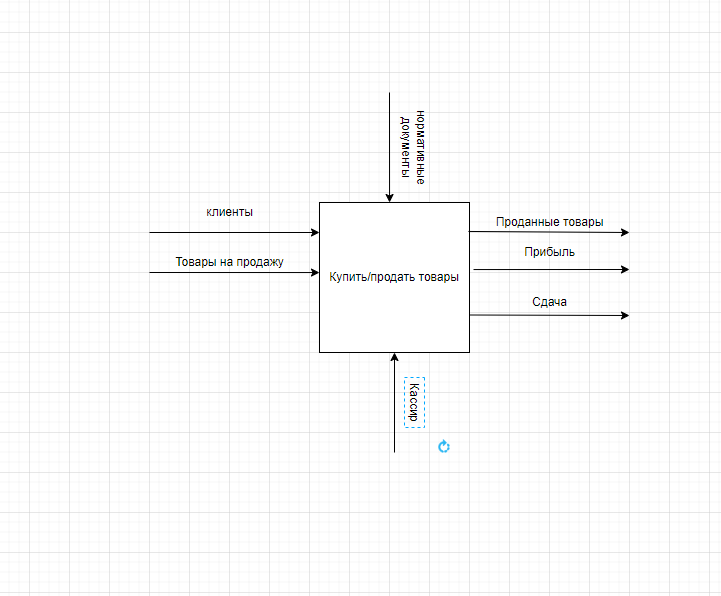 нормативные
документы
клиенты
Товары на продажу
Купить/продать товары
Проданные товары
Прибыль
Сдача
Кассир